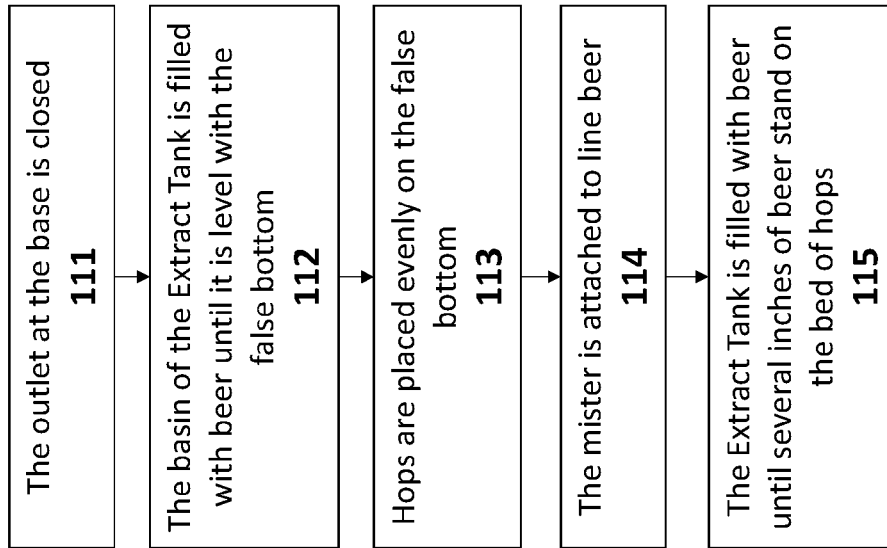 The outlet at the base is closed
111
The basin of the Extract Tank is filled
with beer until it is level with the
false bottom
112
Hops are placed evenly on the false
bottom
113
The mister is attached to line beer
114
The Extract Tank is filled with beer
until several inches of beer stand on
the bed of hops
115